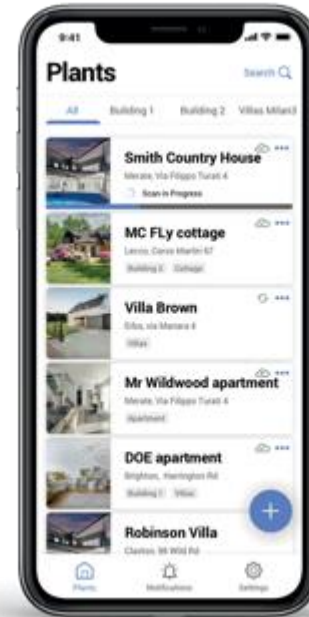 9:41
Plants
Search
All Building 1 Building 2 Villas Milan3
Smith Country House
Merate, Via Filippo Turati 4
Scan in Progress
MC FLy cottage
Lecco, Corso Martiri 67
Building 2 Cottage
Villa Brown
Erba, via Manara 4
Villas
Mr Wildwood apartment
Merate, Via Filippo Turati 4
Apartment
DOE apartment
Brighton, Harrington Rd
Building 1 Villas
Robinson Villa
Clapton, 98 Wild Rd
Plants Notifications Settings